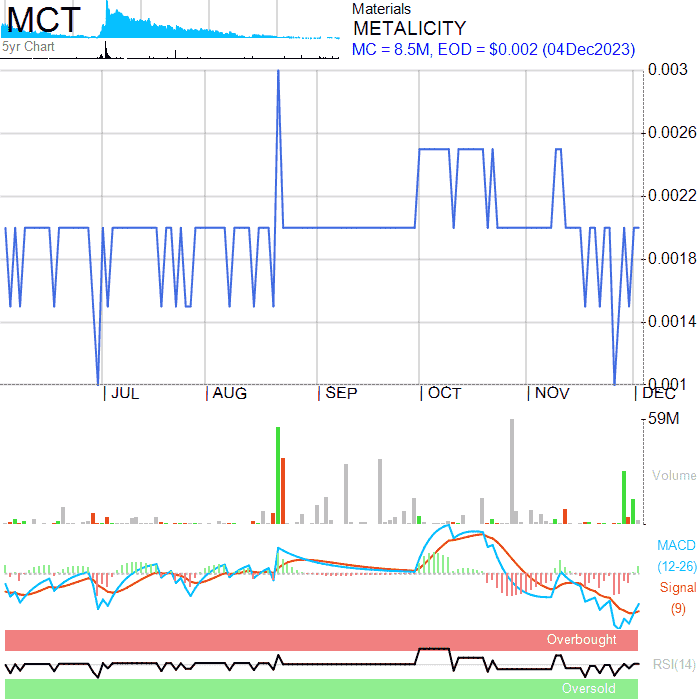 MCT
5yr Chart
Materials
METALICITY
MC = 8.5M, EOD = $0.002 (04Dec2023)
0.003
0.0026
0.0022
0.0018
0.0014
0.001
JUL AUG SEP OCT NOV DEC
59M
Volume
MACD
(12-26)
Signal
(9)
Overbought
RSI(14)
Oversold